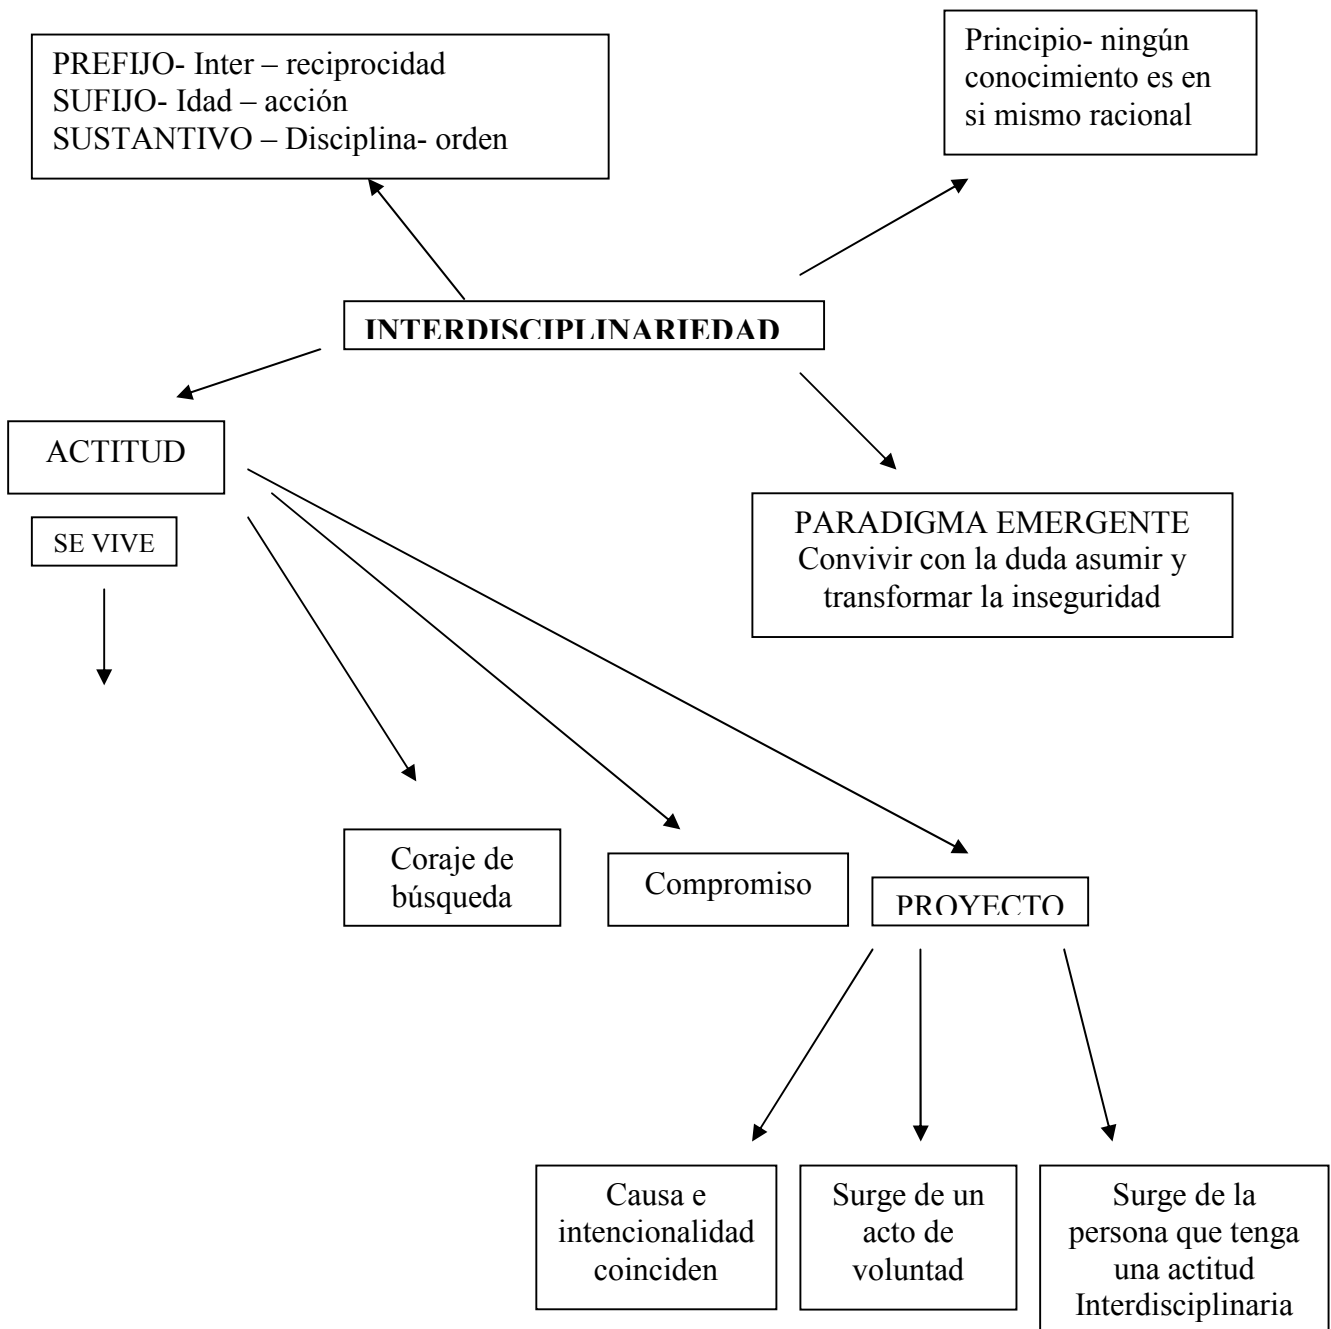 PREFIJO- Inter – reciprocidad
SUFIJO- Idad – acción
SUSTANTIVO – Disciplina- orden
Principio- ningún
conocimiento es en
si mismo racional
INTERDISCIPLINARIEDAD
ACTITUD
SE VIVE
PARADIGMA EMERGENTE
Convivir con la duda asumir y
transformar la inseguridad
Coraje de
búsqueda
Compromiso
PROYECTO
Causa e
intencionalidad
coinciden
Surge de un
acto de
voluntad
Surge de la
persona que tenga
una actitud
Interdisciplinaria